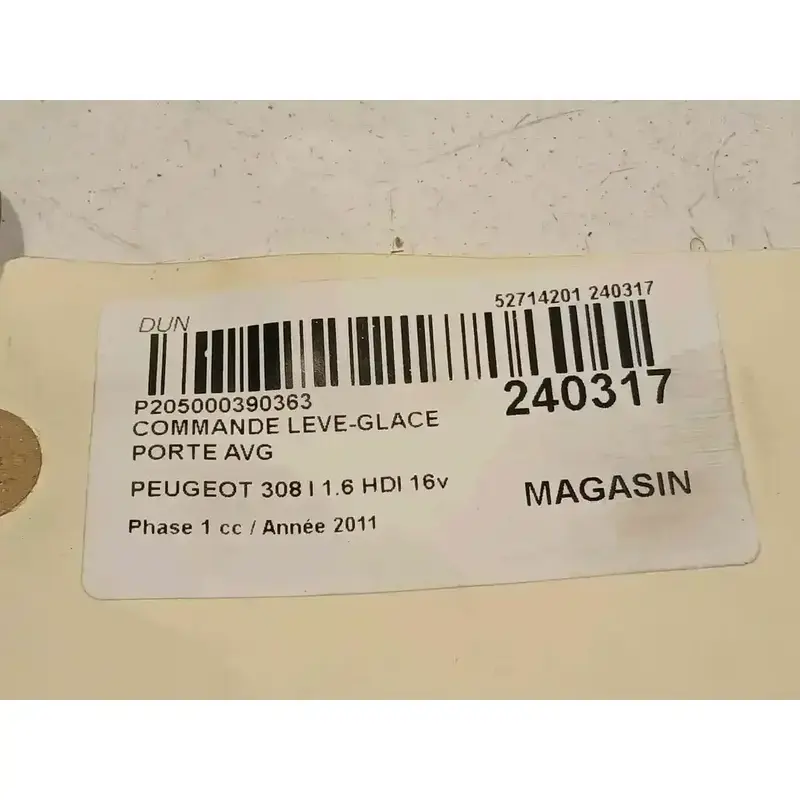 DUN
52714201 240317
P205000390363
240317
COMMANDE LEVE-GLACE
PORTE AVG
PEUGEOT 308 I 1.6 HDI 16v
MAGASIN
Phase 1 cc / Année 2011